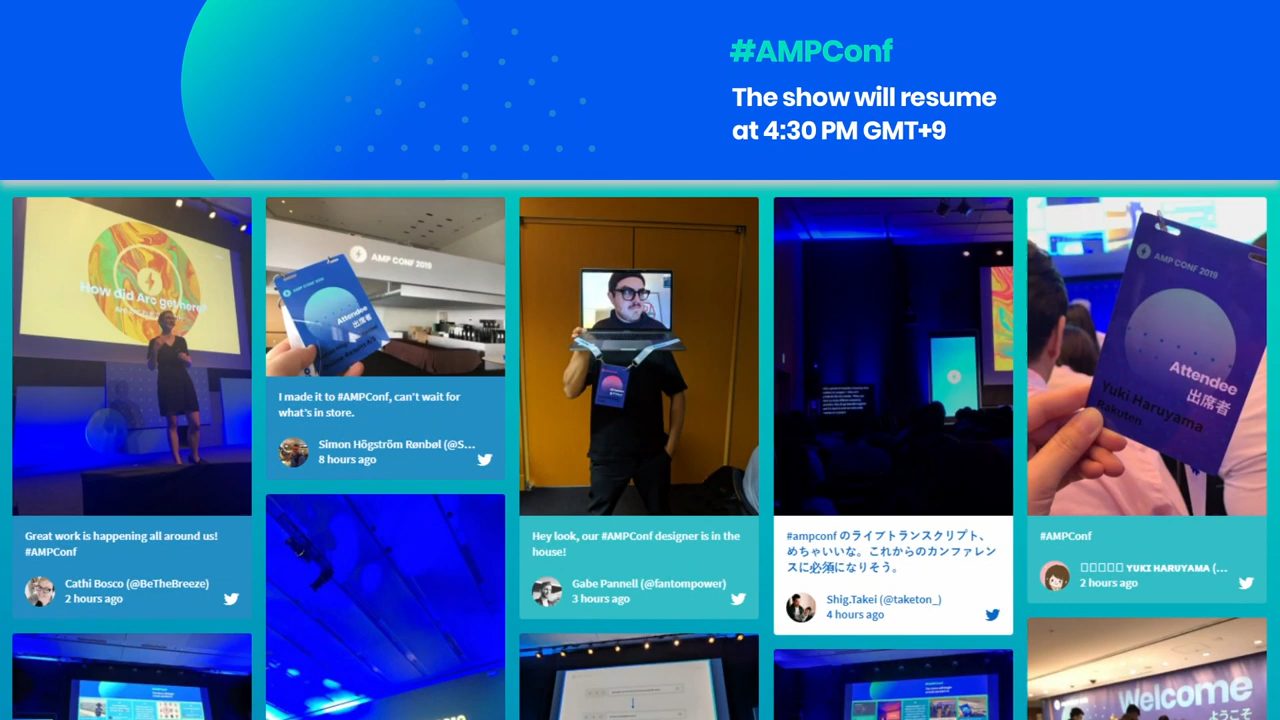 #AMPConf
The show will resume
at 4:30 PM GMT+9
How did Arc get here?
Great work is happening all around us!
#AMPConf
Cathi Bosco (@BeTheBreeze)
2 hours ago
AMP CONF 2019
AMP CONF 2019
Attendee
出席者
I made it to #AMPConf, can't wait for
what's in store.
Simon Högström Rønbøl (@S...
8 hours ago
Hey look, our #AMPConf designer is in the
house!
Gabe Pannell (@fantompower)
3 hours ago
#ampconf のライブトランスクリプト、
めちゃいいな。これからのカンファレン
スに必須になりそう。
Shig.Takei (@taketon_)
4 hours ago
AMP CONF 2019
Attendee
出席者
Yuki Haruyama
Rakuten
#AMPConf
YUKI HARUYAMA (...
2 hours ago
Welcome
ようこそ